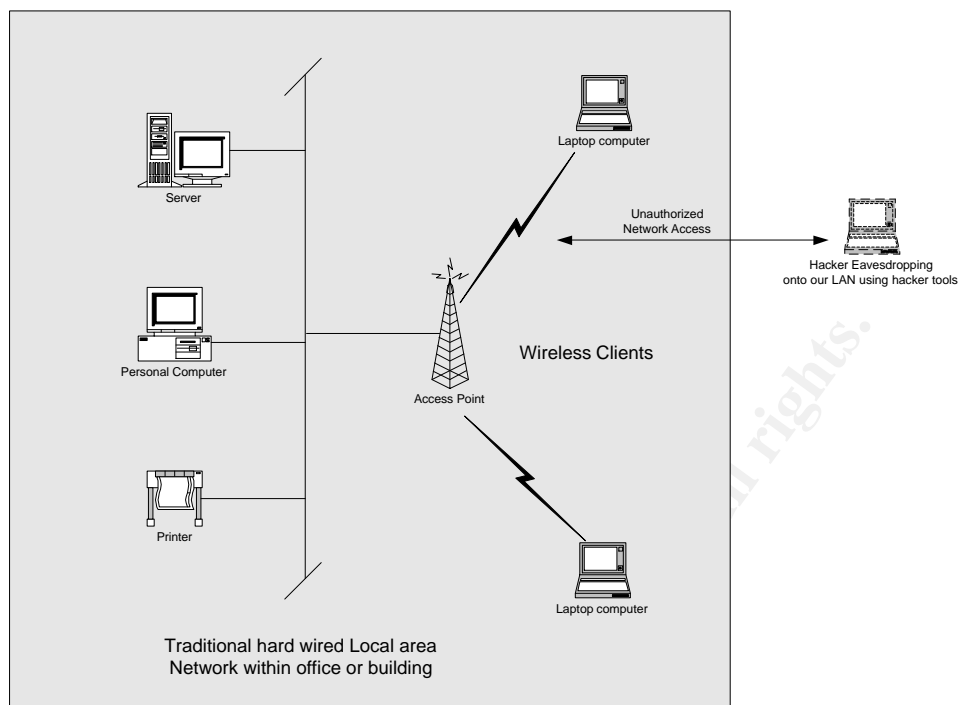 Laptop computer
Server
Unauthorized
Network Access
Hacker Eavesdropping
onto our LAN using hacker tools
Personal Computer
Wireless Clients
Access Point
Printer
Laptop computer
Traditional hard wired Local area
Network within office or building
rights.